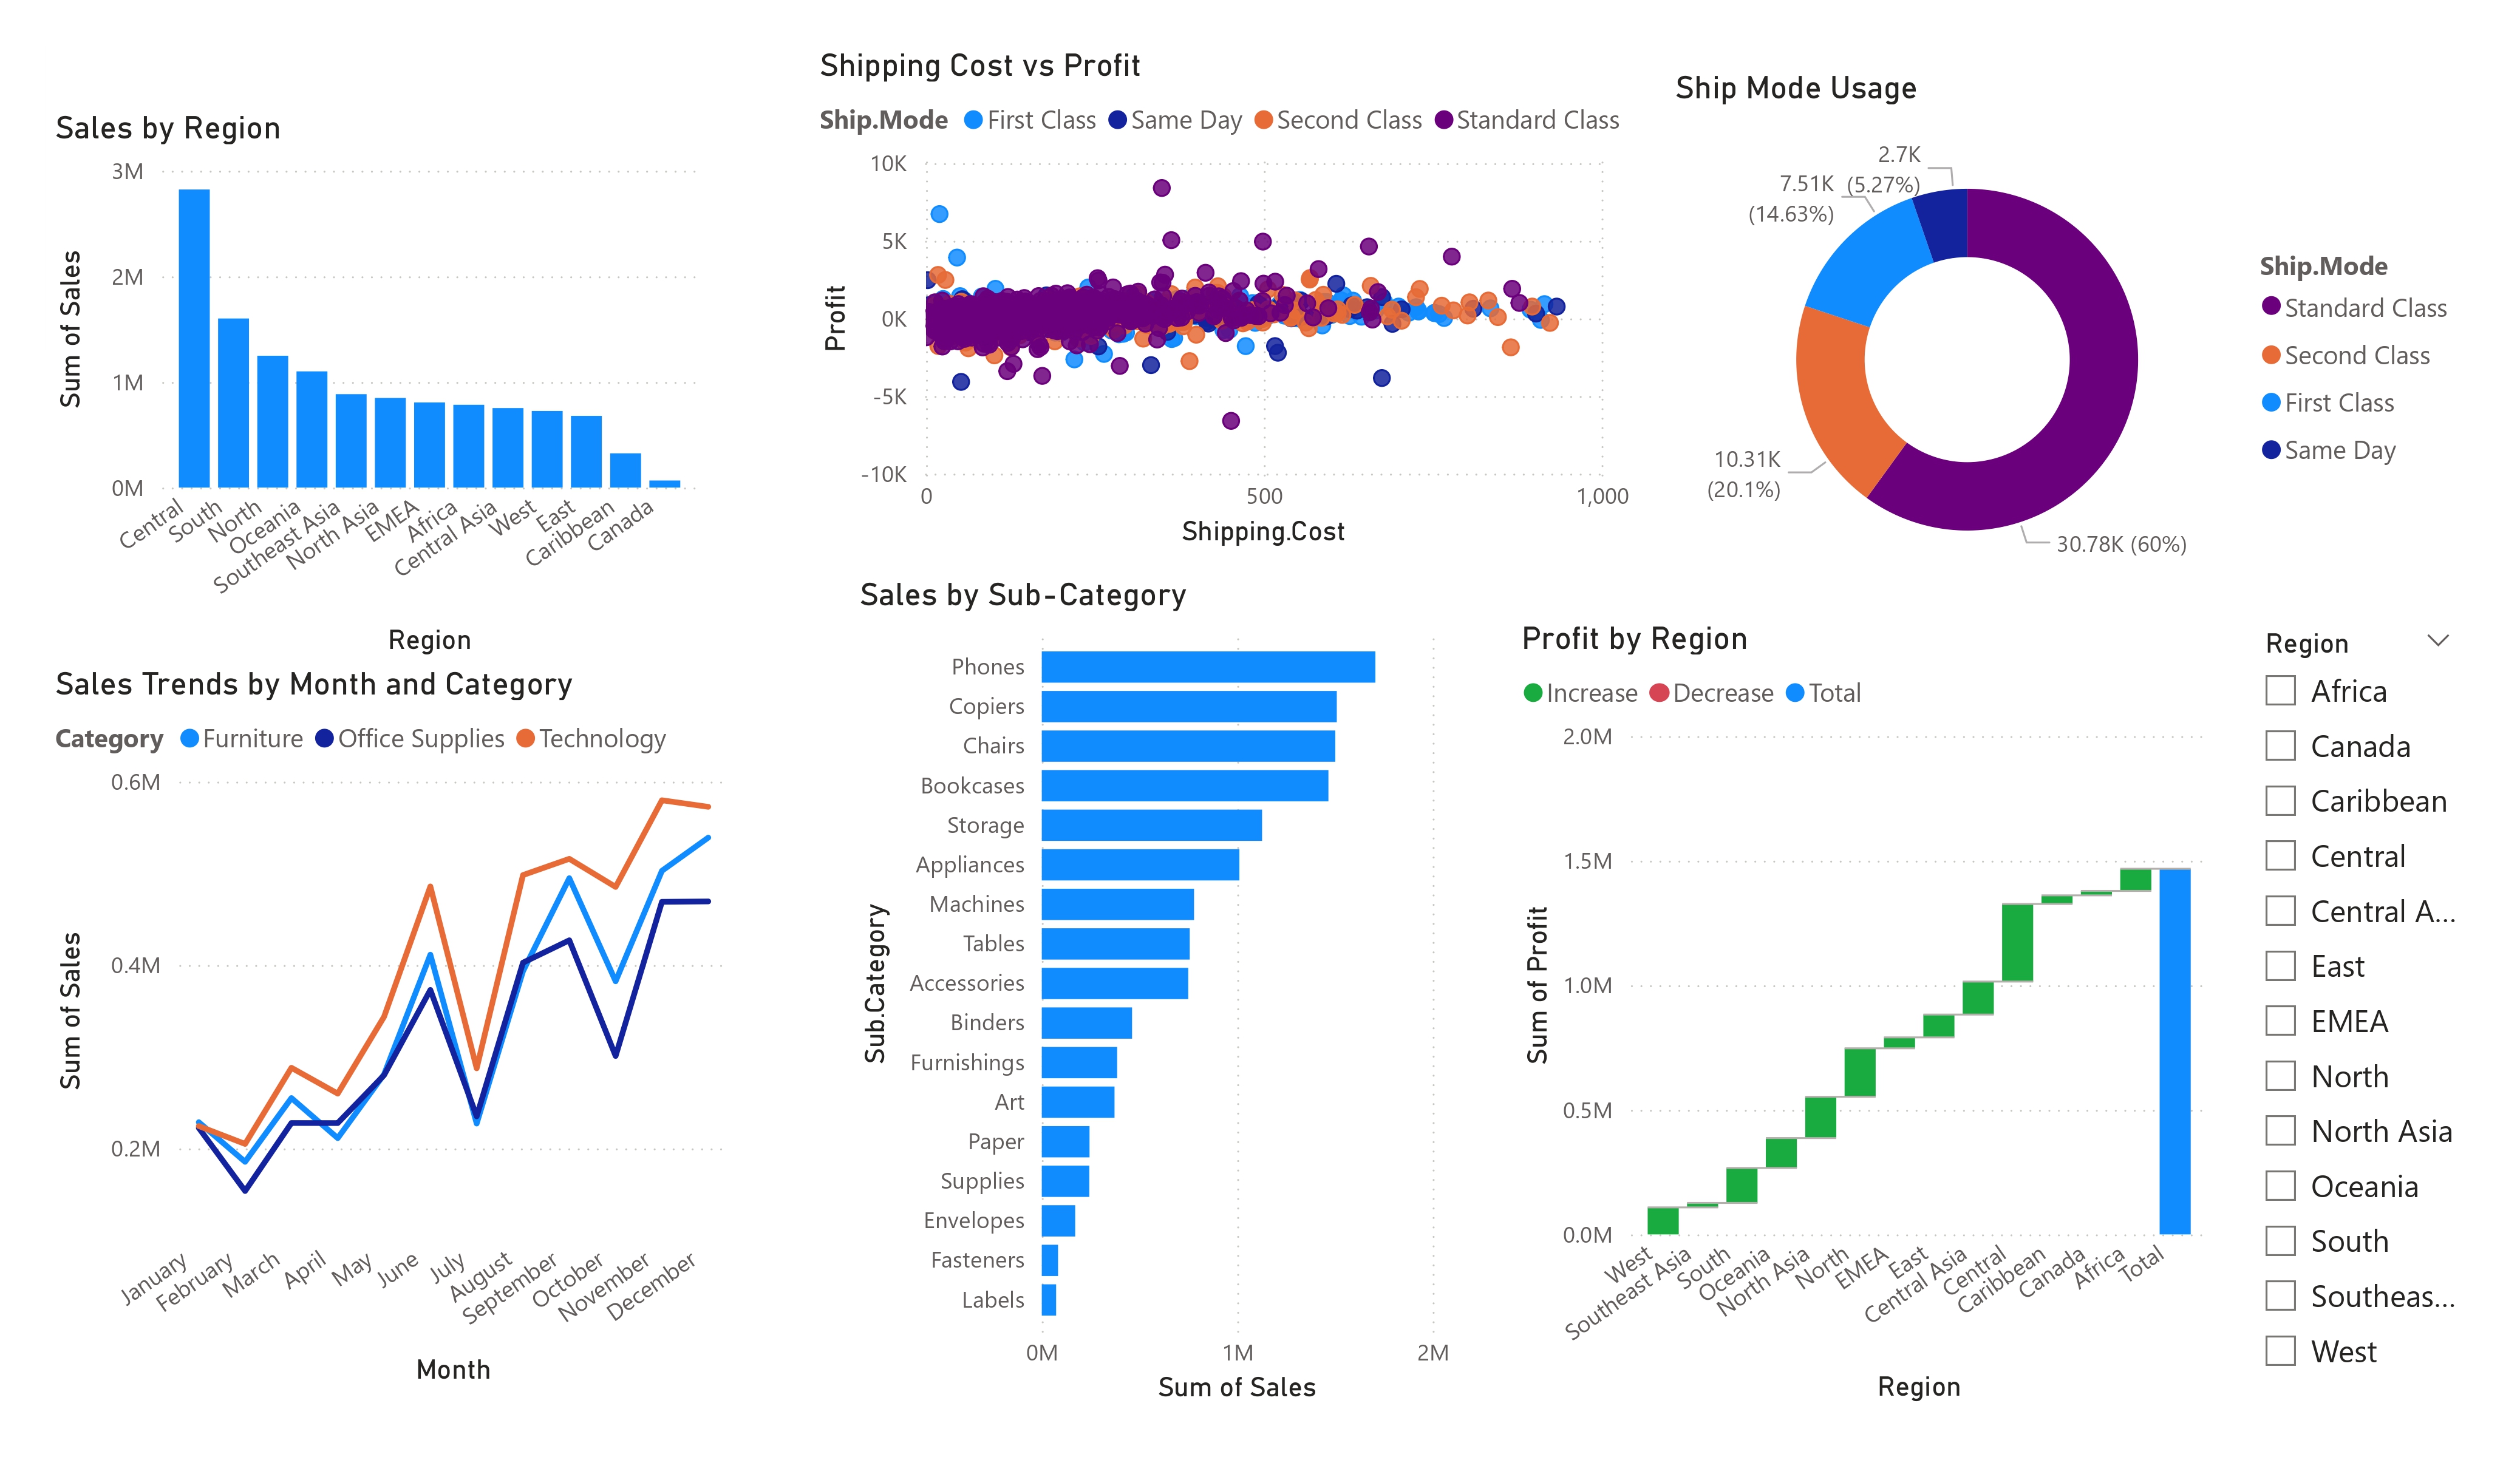 Sales by Region
3M
2M
1M
0M
Sum of Sales
Central
South
North
Oceania
Southeast Asia
North Asia
EMEA
Africa
Central Asia
West
East
Caribbean
Canada
Region
Shipping Cost vs Profit
Ship.Mode First Class Same Day Second Class Standard Class
10K
5K
0K
-5K
-10K
Profit
0 500 1,000
Shipping.Cost
Ship Mode Usage
2.7K
(5.27%)
7.51K
(14.63%)
10.31K
(20.1%)
30.78K (60%)
Ship.Mode
Standard Class
Second Class
First Class
Same Day
Sales Trends by Month and Category
Category Furniture Office Supplies Technology
0.6M
0.4M
0.2M
Sum of Sales
January
February
March
April
May
June
July
August
September
October
November
December
Month
Sales by Sub-Category
Sub.Category
Phones
Copiers
Chairs
Bookcases
Storage
Appliances
Machines
Tables
Accessories
Binders
Furnishings
Art
Paper
Supplies
Envelopes
Fasteners
Labels
0M 1M 2M
Sum of Sales
Profit by Region
Increase Decrease Total
2.0M
1.5M
1.0M
0.5M
0.0M
Sum of Profit
West
Southeast Asia
South
Oceania
North Asia
North
EMEA
East
Central Asia
Central
Caribbean
Canada
Africa
Total
Region
Region
Africa
Canada
Caribbean
Central
Central A...
East
EMEA
North
North Asia
Oceania
South
Southeas...
West